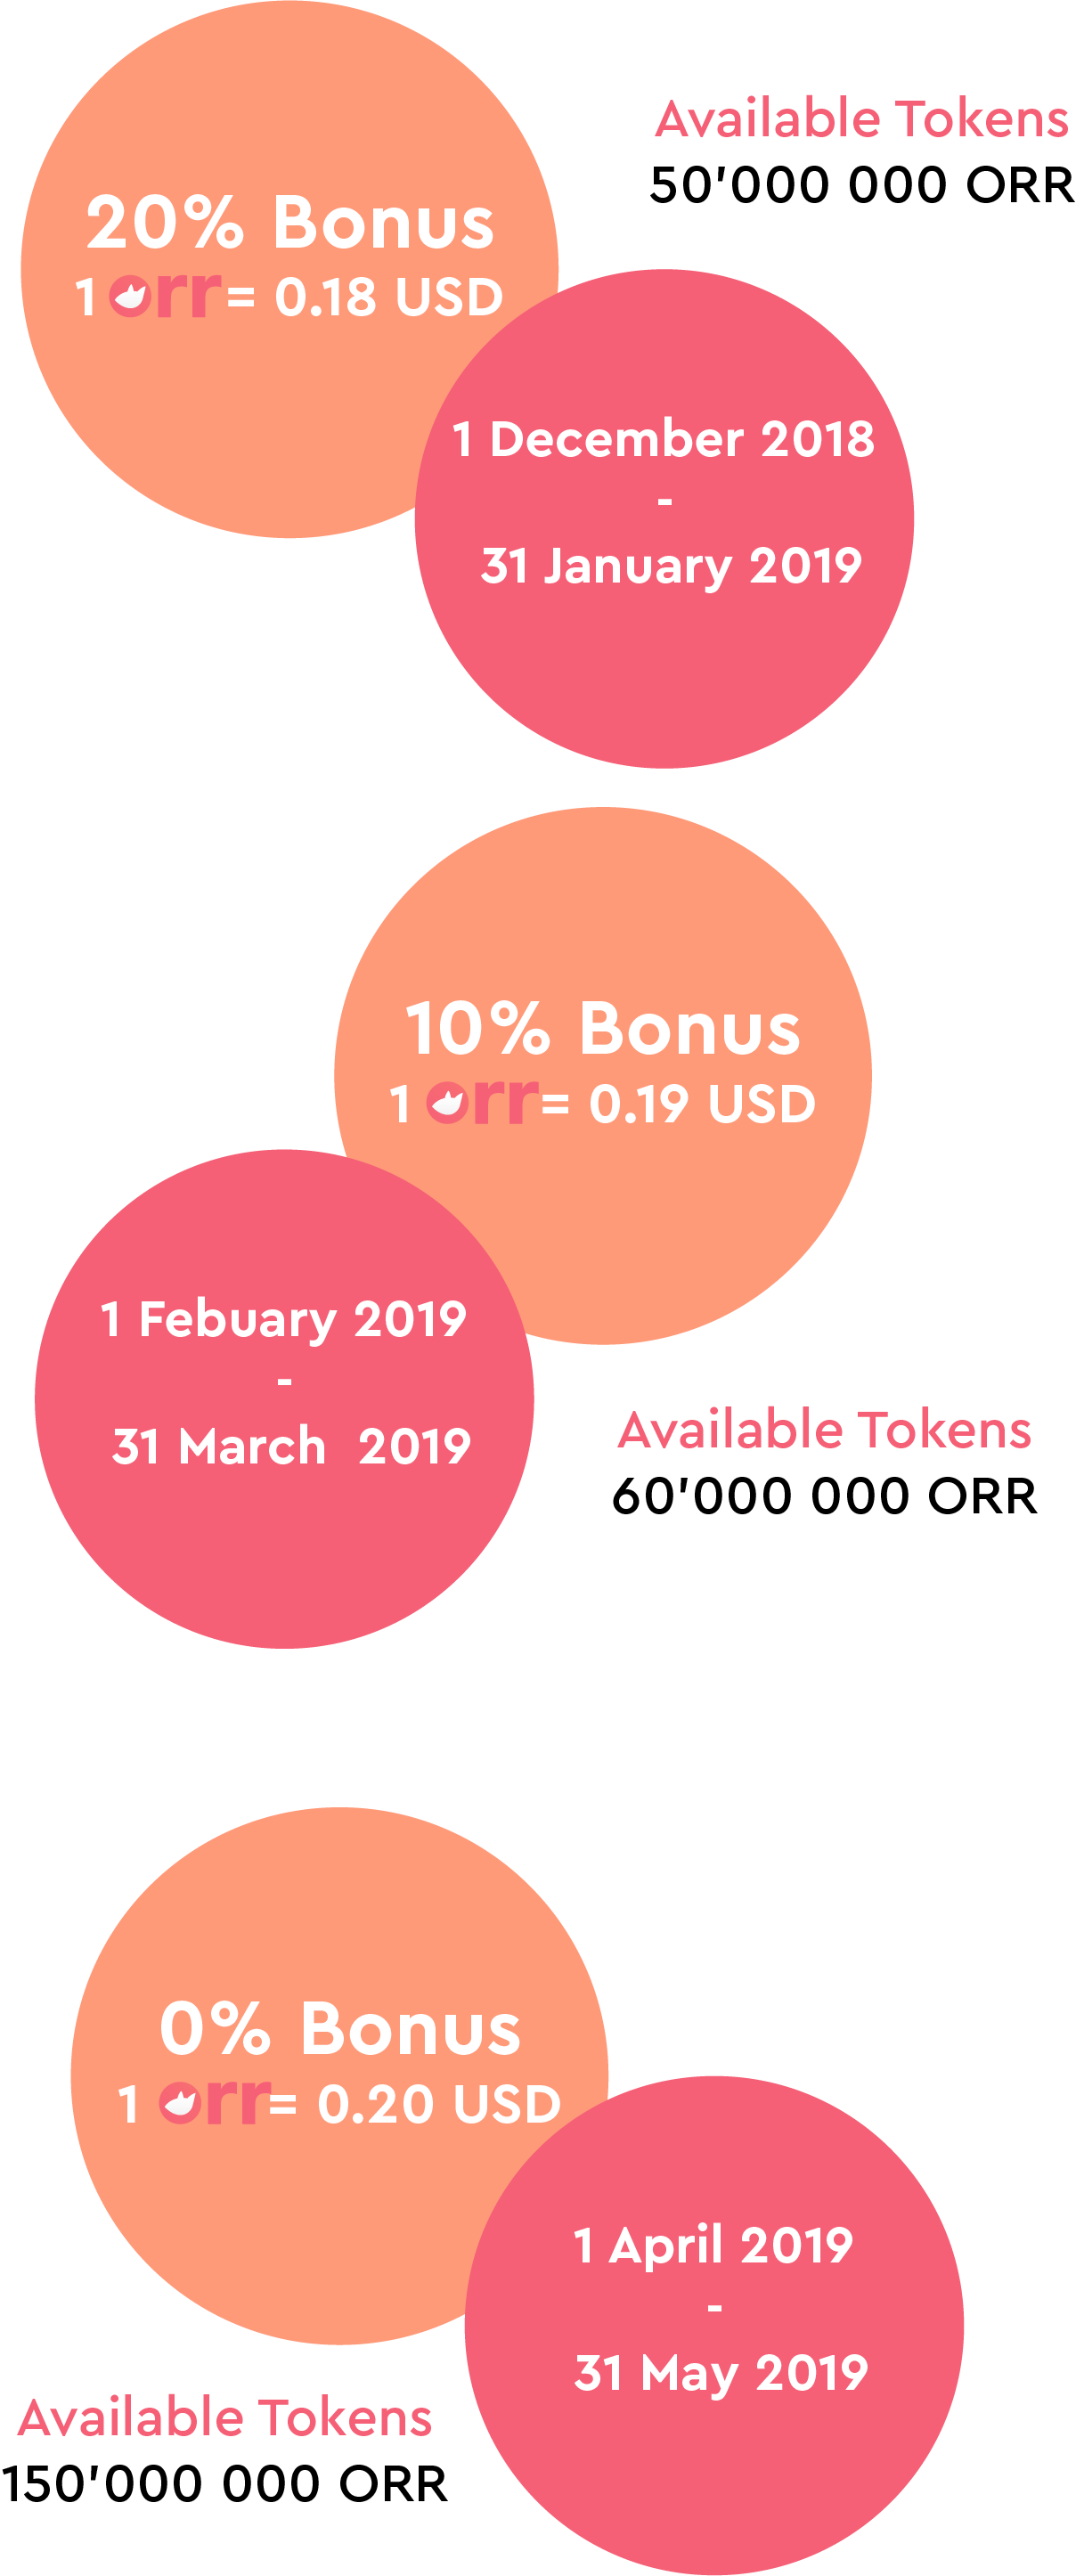 Available Tokens
50'000 000 ORR
20% Bonus
1 orr = 0.18 USD
1 December 2018
-
31 January 2019
10% Bonus
1 orr = 0.19 USD
1 Febuary 2019
-
31 March 2019
Available Tokens
60'000 000 ORR
0% Bonus
1 orr = 0.20 USD
1 April 2019
-
31 May 2019
Available Tokens
150'000 000 ORR